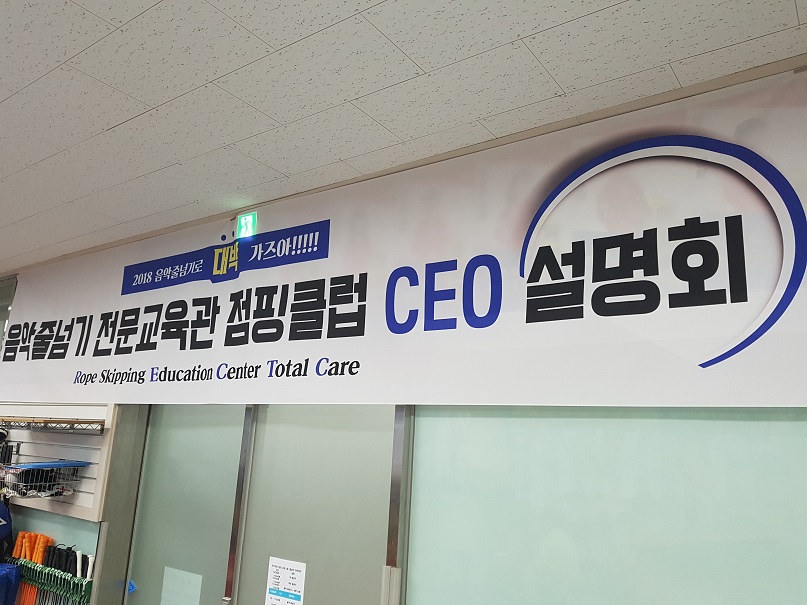 2018 음악줄넘기로 대박 가즈아!!!!!
음악줄넘기 전문교육관 점핑클럽 CEO 설명회
Rope Skipping Education Center Total Care